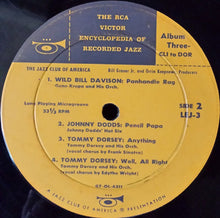 THE RCA
VICTOR
ENCYCLOPEDIA OF
RECORDED JAZZ
Album
Three-
CLI to DOR
THE JAZZ CLUB OF AMERICA
Bill Grauer Jr. and Orrin Keepnews, Producers
1. WILD BILL DAVISON: Panhandle Rag
Gene Krupa and His Orch.
Long Playing Microgroove
33⅓ RPM
SIDE 2
LEJ-3
2. JOHNNY DODDS: Pencil Papa
Johnny Dodds' Hot Six
3. TOMMY DORSEY: Anything
Tommy Dorsey and His Orch.
(vocal chorus by Frank Sinatra)
4. TOMMY DORSEY: Well, All Right
Tommy Dorsey and His Orch.
(vocal chorus by Edythe Wright)
A JAZZ CLUB OF AMERICA PRESENTATION